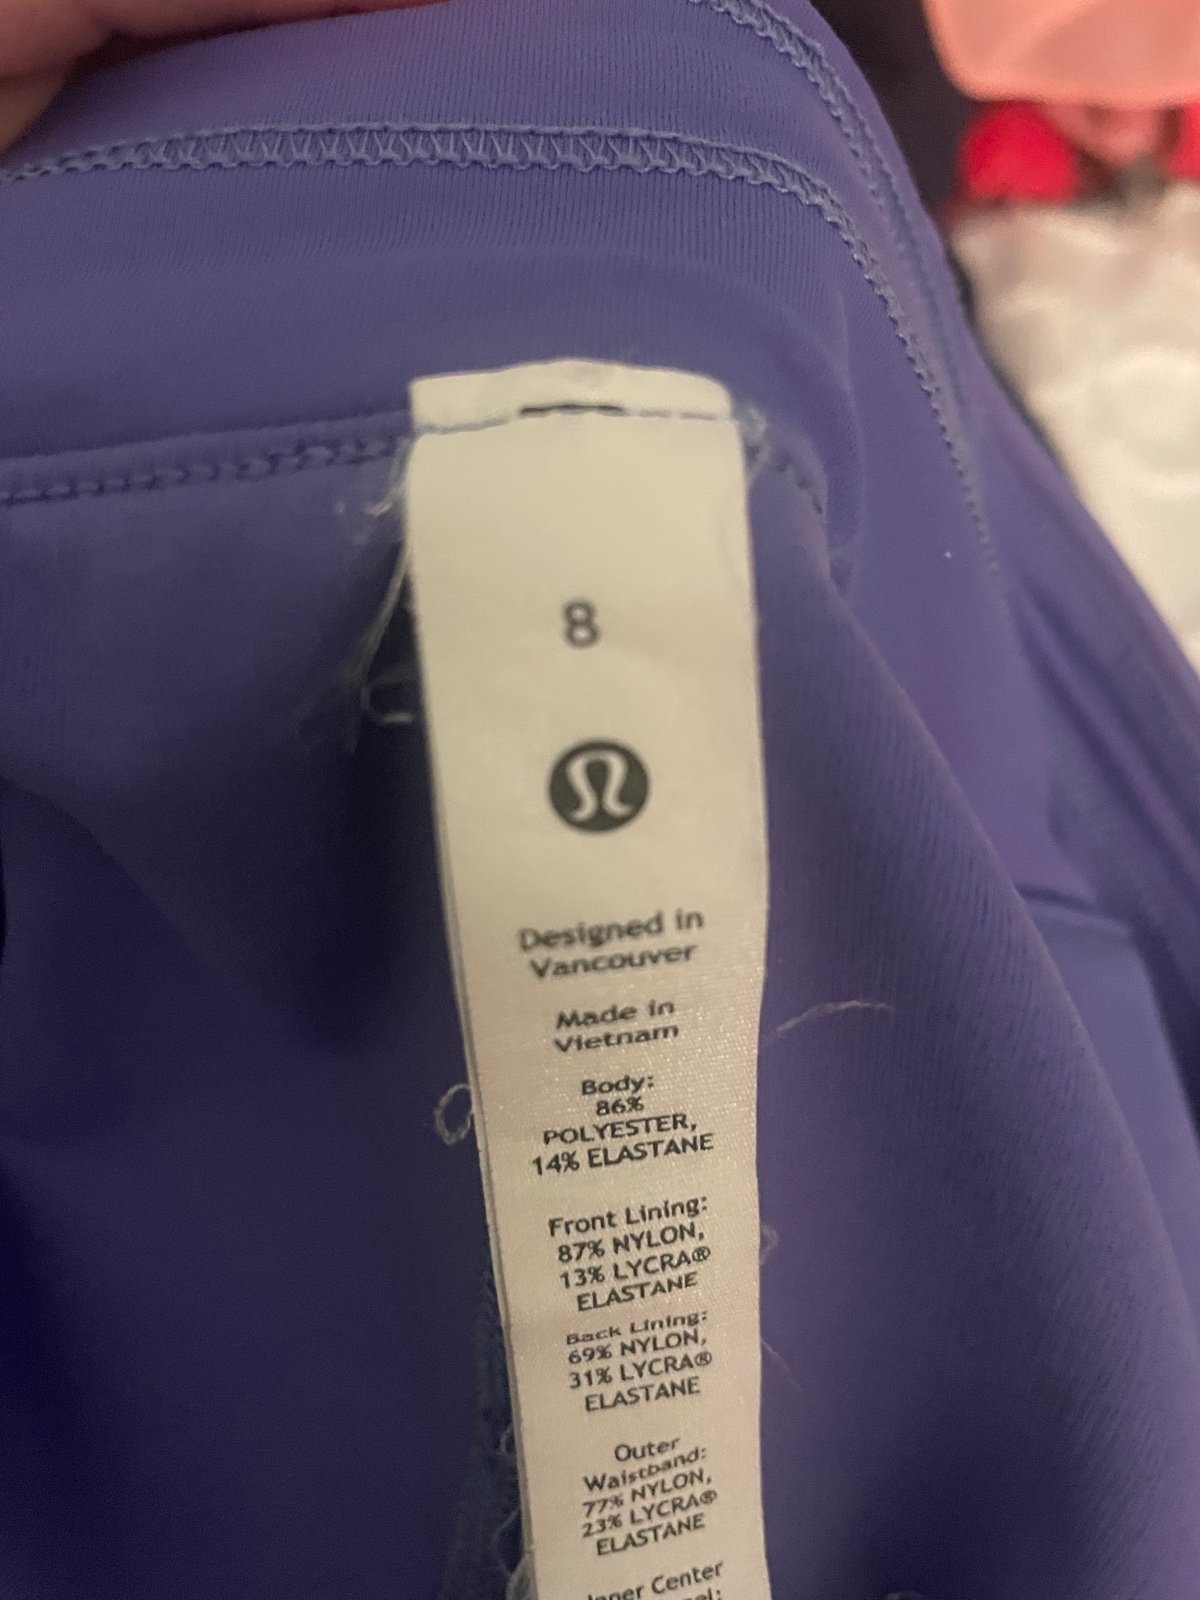 8
Designed in
Vancouver
Made in
Vietnam
Body:
86%
POLYESTER,
14% ELASTANE
Front Lining:
87% NYLON,
13% LYCRA®
ELASTANE
Back Lining:
69% NYLON,
31% LYCRA®
ELASTANE
Outer
Waistband:
77% NYLON,
23% LYCRA®
ELASTANE
Center